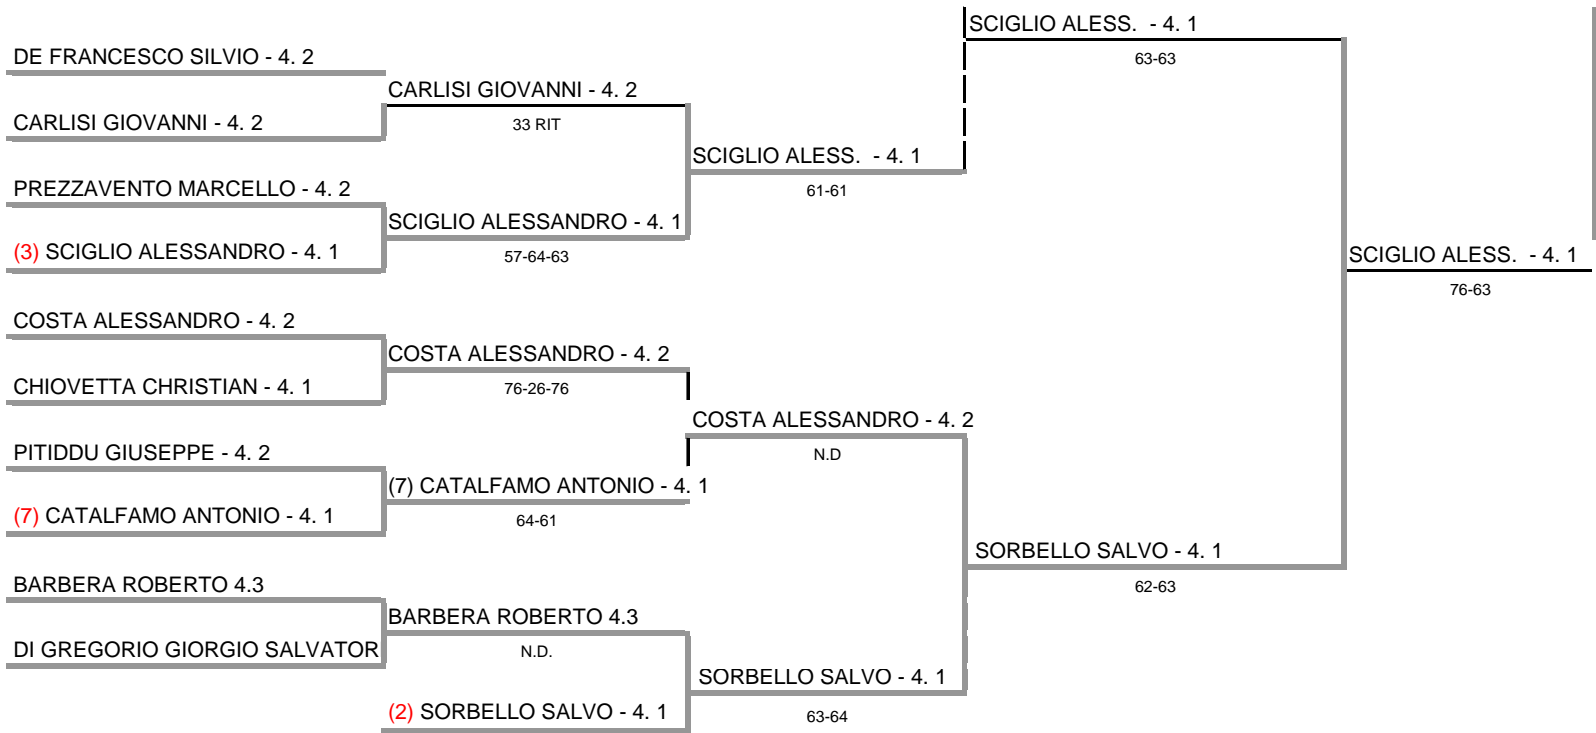 SCIGLIO ALESS.  - 4. 1
63-63
DE FRANCESCO SILVIO - 4. 2
CARLISI GIOVANNI - 4. 2
33 RIT
CARLISI GIOVANNI - 4. 2
SCIGLIO ALESS.  - 4. 1
61-61
PREZZAVENTO MARCELLO - 4. 2
SCIGLIO ALESSANDRO - 4. 1
57-64-63
(3) SCIGLIO ALESSANDRO - 4. 1
SCIGLIO ALESS.  - 4. 1
76-63
COSTA ALESSANDRO - 4. 2
COSTA ALESSANDRO - 4. 2
76-26-76
CHIOVETTA CHRISTIAN - 4. 1
COSTA ALESSANDRO - 4. 2
N.D
PITIDDU GIUSEPPE - 4. 2
(7) CATALFAMO ANTONIO - 4. 1
64-61
(7) CATALFAMO ANTONIO - 4. 1
SORBELLO SALVO - 4. 1
62-63
BARBERA ROBERTO 4.3
BARBERA ROBERTO 4.3
N.D.
DI GREGORIO GIORGIO SALVATOR
SORBELLO SALVO - 4. 1
63-64
(2) SORBELLO SALVO - 4. 1